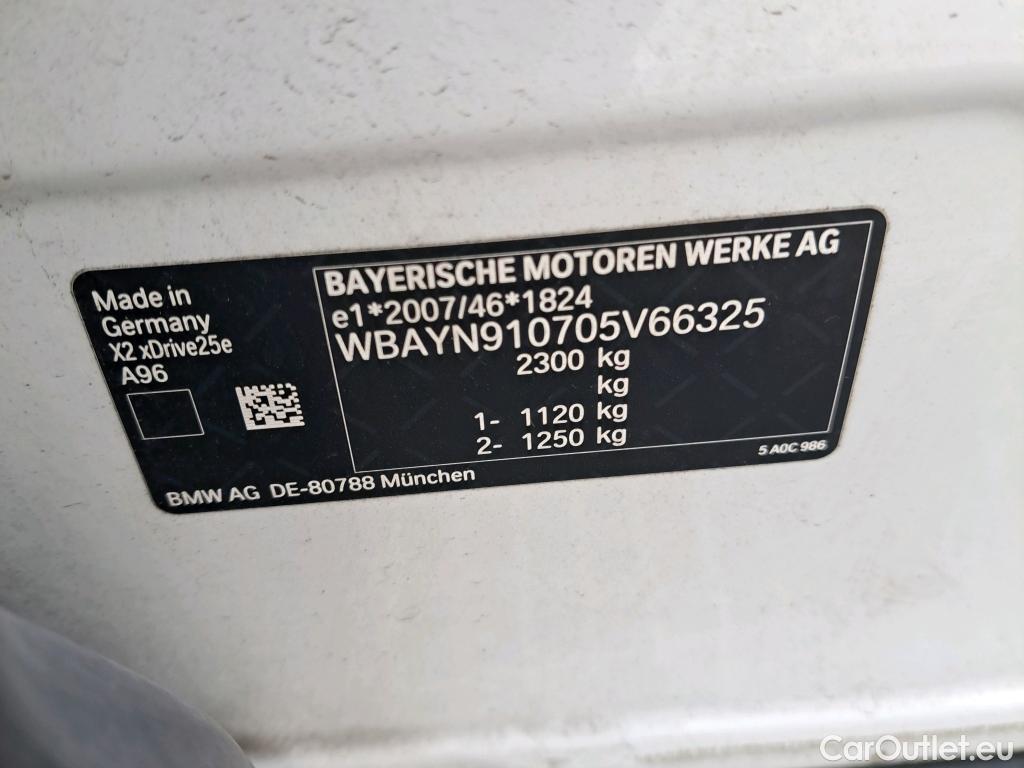 Made in
Germany
X2 xDrive25e
A96
BAYERISCHE MOTOREN WERKE AG
e1*2007/46*1824
WBAYN910705V66325
2300 kg
kg
1- 1120 kg
2- 1250 kg
5 A0C 986
BMW AG DE-80788 München
CarOutlet.eu